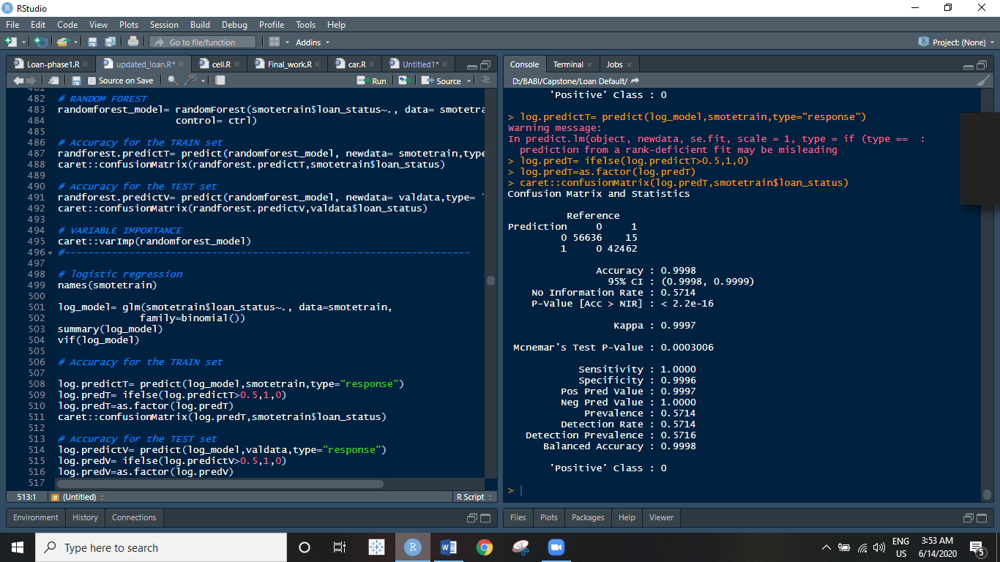 RStudio
File Edit Code View Plots Session Build Debug Profile Tools Help
Go to file/function
Addins
Project: (None)
Loan-phase1.R
updated_loan.R*
cell.R
Final_work.R
car.R
Untitled1*
Source on Save
Run
Source
482 # RANDOM FOREST
483 randomforest_model= randomForest(smotetrain$loan_status~., data= smotetra
484 control= ctrl)
485
486 # Accuracy for the TRAIN set
487 randforest.predictT= predict(randomforest_model, newdata= smotetrain,type
488 caret::confusionMatrix(randforest.predictT,smotetrain$loan_status)
489
490 # Accuracy for the TEST set
491 randforest.predictV= predict(randomforest_model, newdata= valdata,type= "
492 caret::confusionMatrix(randforest.predictV,valdata$loan_status)
493
494 # VARIABLE IMPORTANCE
495 caret::varImp(randomforest_model)
496 #----------------------------------------------------------------------
497
498 # logistic regression
499 names(smotetrain)
500
501 log_model= glm(smotetrain$loan_status~., data=smotetrain,
502 family=binomial())
503 summary(log_model)
504 vif(log_model)
505
506 # Accuracy for the TRAIN set
507
508 log.predictT= predict(log_model,smotetrain,type="response")
509 log.predT= ifelse(log.predictT>0.5,1,0)
510 log.predT=as.factor(log.predT)
511 caret::confusionMatrix(log.predT,smotetrain$loan_status)
512
513 # Accuracy for the TEST set
514 log.predictV= predict(log_model,valdata,type="response")
515 log.predV= ifelse(log.predictV>0.5,1,0)
516 log.predV=as.factor(log.predV)
517
513:1
# (Untitled)
R Script
Environment History Connections
Console Terminal Jobs
D:/BABI/Capstone/Loan Default/
'Positive' Class : 0
> log.predictT= predict(log_model,smotetrain,type="response")
Warning message:
In predict.lm(object, newdata, se.fit, scale = 1, type = if (type ==  :
prediction from a rank-deficient fit may be misleading
> log.predT= ifelse(log.predictT>0.5,1,0)
> log.predT=as.factor(log.predT)
> caret::confusionMatrix(log.predT,smotetrain$loan_status)
Confusion Matrix and Statistics
Reference
Prediction 0 1
0 56636 15
1 0 42462
Accuracy : 0.9998
95% CI : (0.9998, 0.9999)
No Information Rate : 0.5714
P-Value [Acc > NIR] : < 2.2e-16
Kappa : 0.9997
Mcnemar's Test P-Value : 0.0003006
Sensitivity : 1.0000
Specificity : 0.9996
Pos Pred Value : 0.9997
Neg Pred Value : 1.0000
Prevalence : 0.5714
Detection Rate : 0.5714
Detection Prevalence : 0.5716
Balanced Accuracy : 0.9998
'Positive' Class : 0
>
Files Plots Packages Help Viewer
Type here to search
ENG
US
3:53 AM
6/14/2020
5